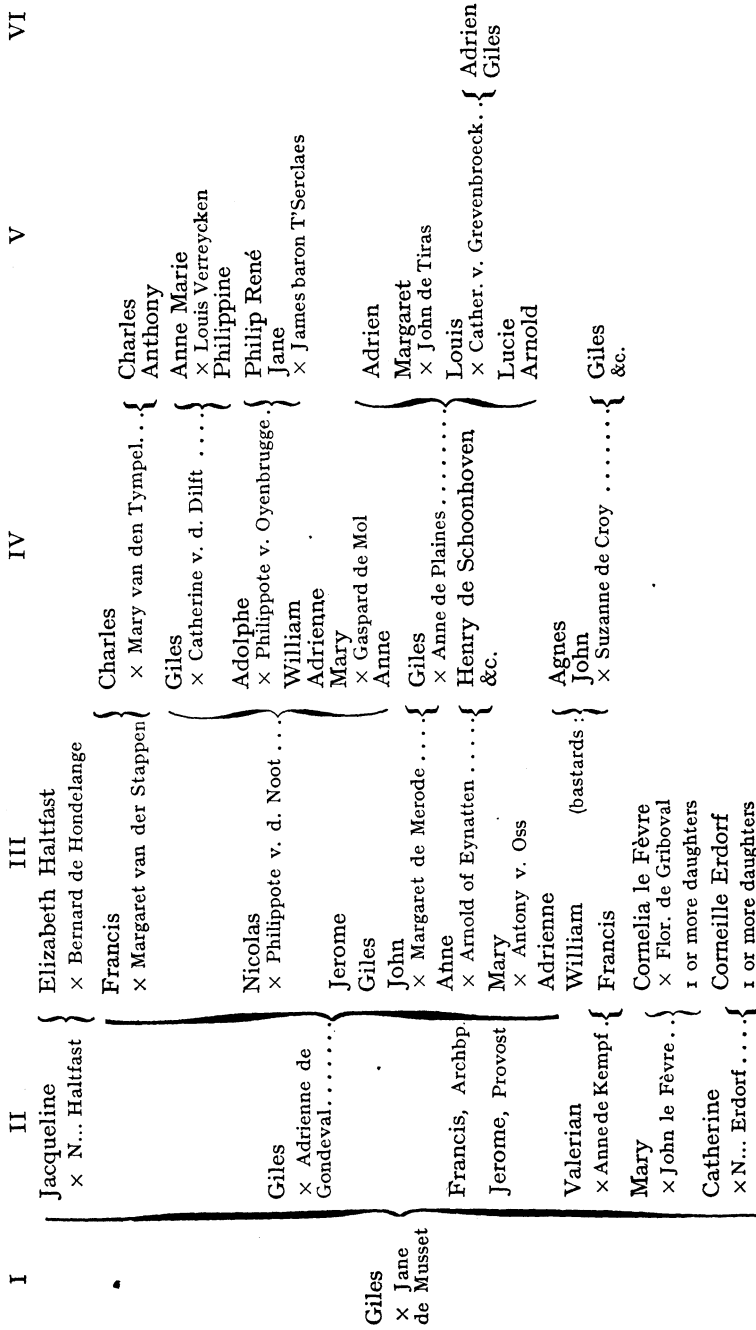 I
II
III
IV
V
VI
Giles
× Jane
de Musset
Jacqueline
× N... Haltfast
Giles
× Adrienne de
Gondeval.......
Francis, Archbp.
Jerome, Provost
Valerian
× Anne de Kempf.
Mary
× John le Fèvre..
Catherine
× N... Erdorf....
Elizabeth Haltfast
× Bernard de Hondelange
Francis
× Margaret van der Stappen
Nicolas
× Philippote v. d. Noot ...
Jerome
Giles
John
× Margaret de Merode ....
Anne
× Arnold of Eynatten .....
Mary
× Antony v. Oss
Adrienne
William (bastards :
Francis
Cornelia le Fèvre
× Flor. de Griboval
1 or more daughters
Corneille Erdorf
1 or more daughters
Charles
× Mary van den Tympel...
Giles
× Catherine v. d. Dilft ....
Adolphe
× Philippote v. Oyenbrugge.
William
Adrienne
Mary
× Gaspard de Mol
Anne
Giles
× Anne de Plaines.........
Henry de Schoonhoven
&c.
Agnes
John
× Suzanne de Croy .......
Charles
Anthony
Anne Marie
× Louis Verreycken
Philippine
Philip René
Jane
× James baron T'Serclaes
Adrien
Margaret
× John de Tiras
Louis
× Cather. v. Grevenbroeck..
Lucie
Arnold
Giles
&c.
Adrien
Giles